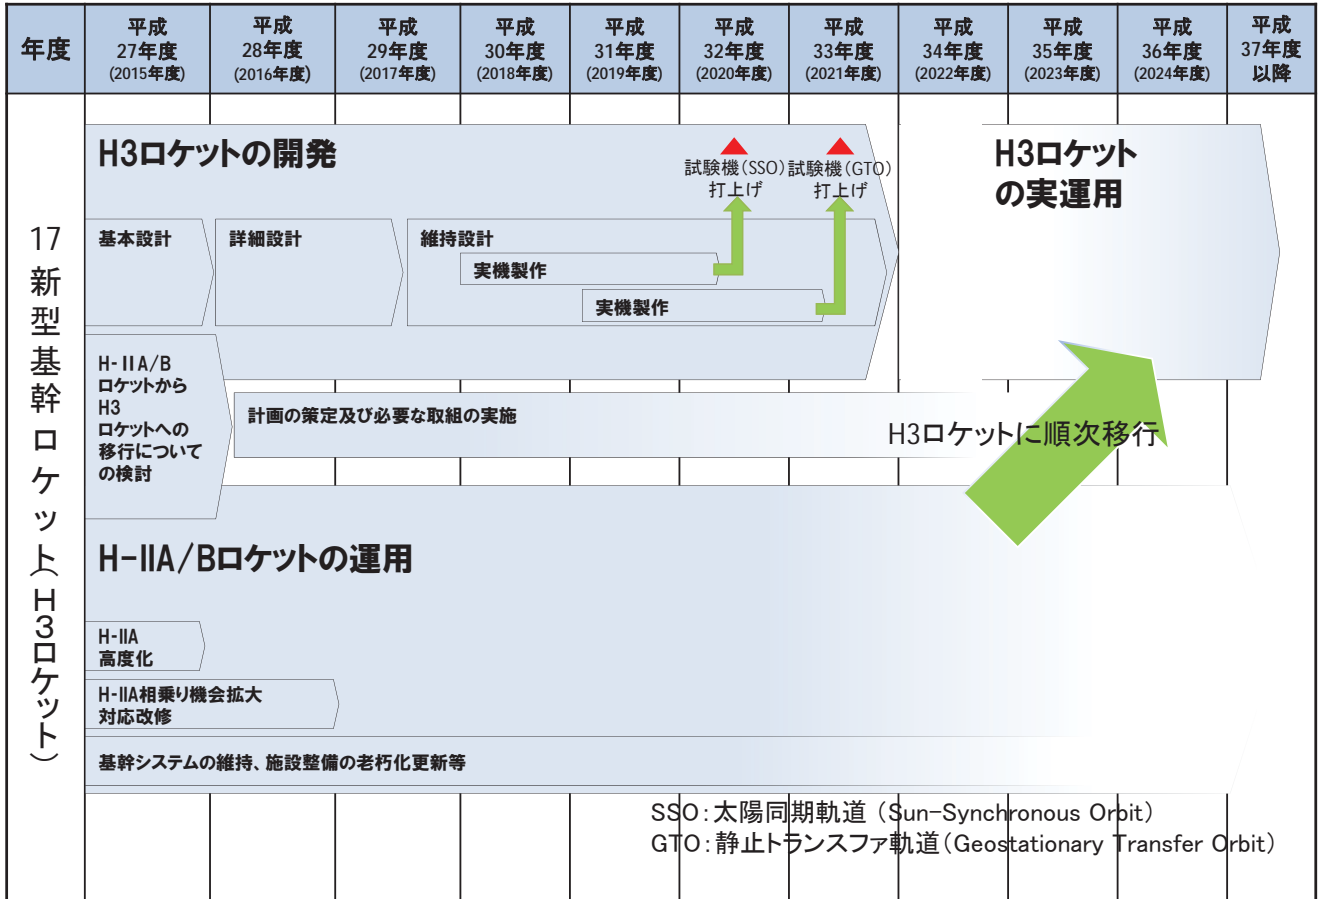 年度
平成
27年度
(2015年度)
平成
28年度
(2016年度)
平成
29年度
(2017年度)
平成
30年度
(2018年度)
平成
31年度
(2019年度)
平成
32年度
(2020年度)
平成
33年度
(2021年度)
平成
34年度
(2022年度)
平成
35年度
(2023年度)
平成
36年度
(2024年度)
平成
37年度
以降
17新型基幹ロケット（H3ロケット）
H3ロケットの開発
試験機（SSO）
打上げ
試験機（GTO）
打上げ
H3ロケット
の実運用
基本設計
詳細設計
維持設計
実機製作
実機製作
H-IIA/B
ロケットから
H3
ロケットへの
移行について
の検討
計画の策定及び必要な取組の実施
H3ロケットに順次移行
H-IIA/Bロケットの運用
H-IIA
高度化
H-IIA相乗り機会拡大
対応改修
基幹システムの維持、施設整備の老朽化更新等
SSO：太陽同期軌道（Sun-Synchronous Orbit）
GTO：静止トランスファ軌道（Geostationary Transfer Orbit）